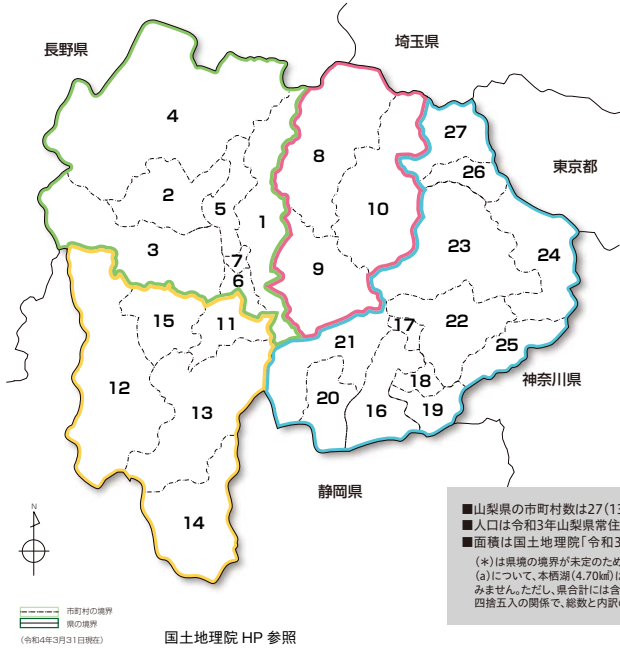 長野県
埼玉県
4
27
8
東京都
26
2
5
1
10
3
23
24
7
9
6
15
11
17
22
21
25
12
18
神奈川県
13
20
16
19
静岡県
14
N
■山梨県の市町村数は27(13
■人口は令和3年山梨県常住
■面積は国土地理院「令和3
(*)は県境の境界が未定のため
(a)について、本栖湖(4.70㎢)は
みません。ただし、県合計には含
四捨五入の関係で、総数と内訳の
市町村の境界
県の境界
(令和4年3月31日現在)
国土地理院 HP 参照